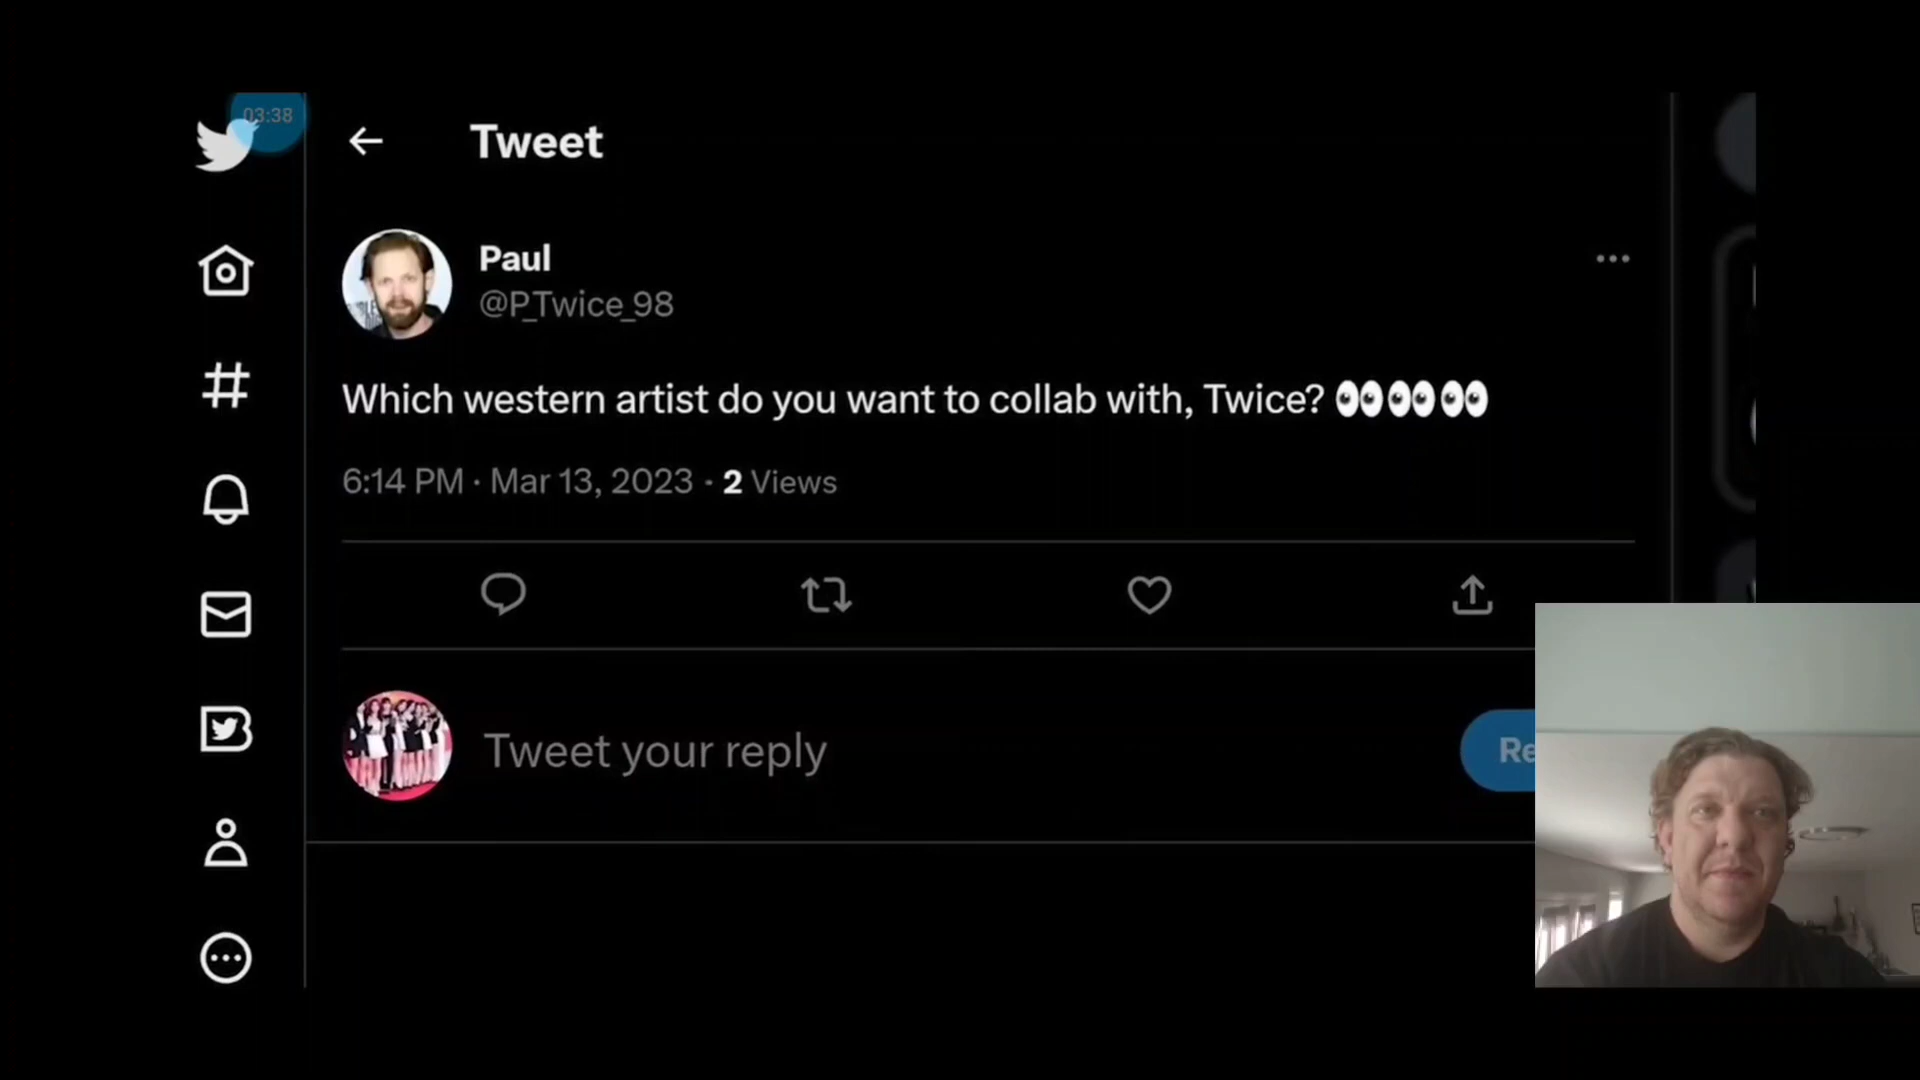 03:38
Tweet
Paul
@P_Twice_98
Which western artist do you want to collab with, Twice? 👀👀👀
6:14 PM · Mar 13, 2023 · 2 Views
Tweet your reply
Re